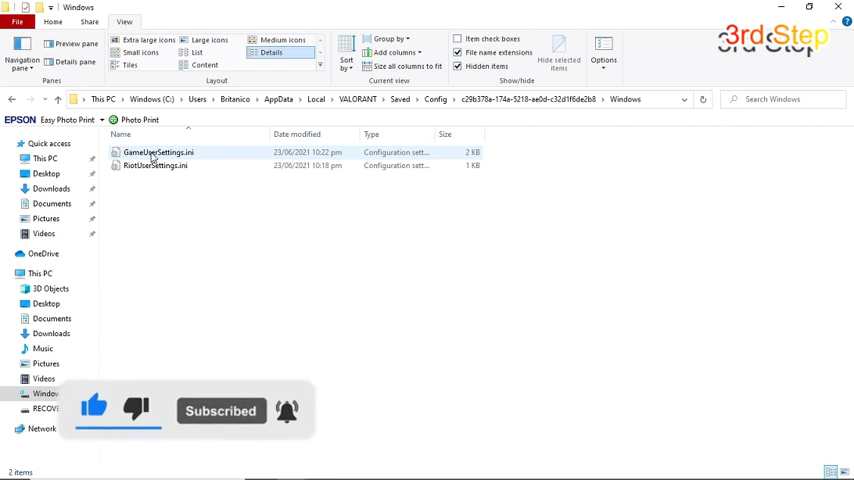 Windows
File Home Share View
3rd Step
Navigation pane
Preview pane
Details pane
Panes
Extra large icons Large icons Medium icons
Small icons List Details
Tiles Content
Layout
Sort by
Group by
Add columns
Size all columns to fit
Current view
Item check boxes
File name extensions
Hidden items
Hide selected items
Show/hide
Options
This PC > Windows (C:) > Users > Britanico > AppData > Local > VALORANT > Saved > Config > c29b378a-174a-5218-ae0d-c32d1f6de2b8 > Windows
Search Windows
EPSON Easy Photo Print Photo Print
Name Date modified Type Size
GameUserSettings.ini 23/06/2021 10:22 pm Configuration sett... 2 KB
RiotUserSettings.ini 23/06/2021 10:18 pm Configuration sett... 1 KB
Quick access
This PC
Desktop
Downloads
Documents
Pictures
Videos
OneDrive
This PC
3D Objects
Desktop
Documents
Downloads
Music
Pictures
Videos
Window
RECOVE
Network
Subscribed
2 items